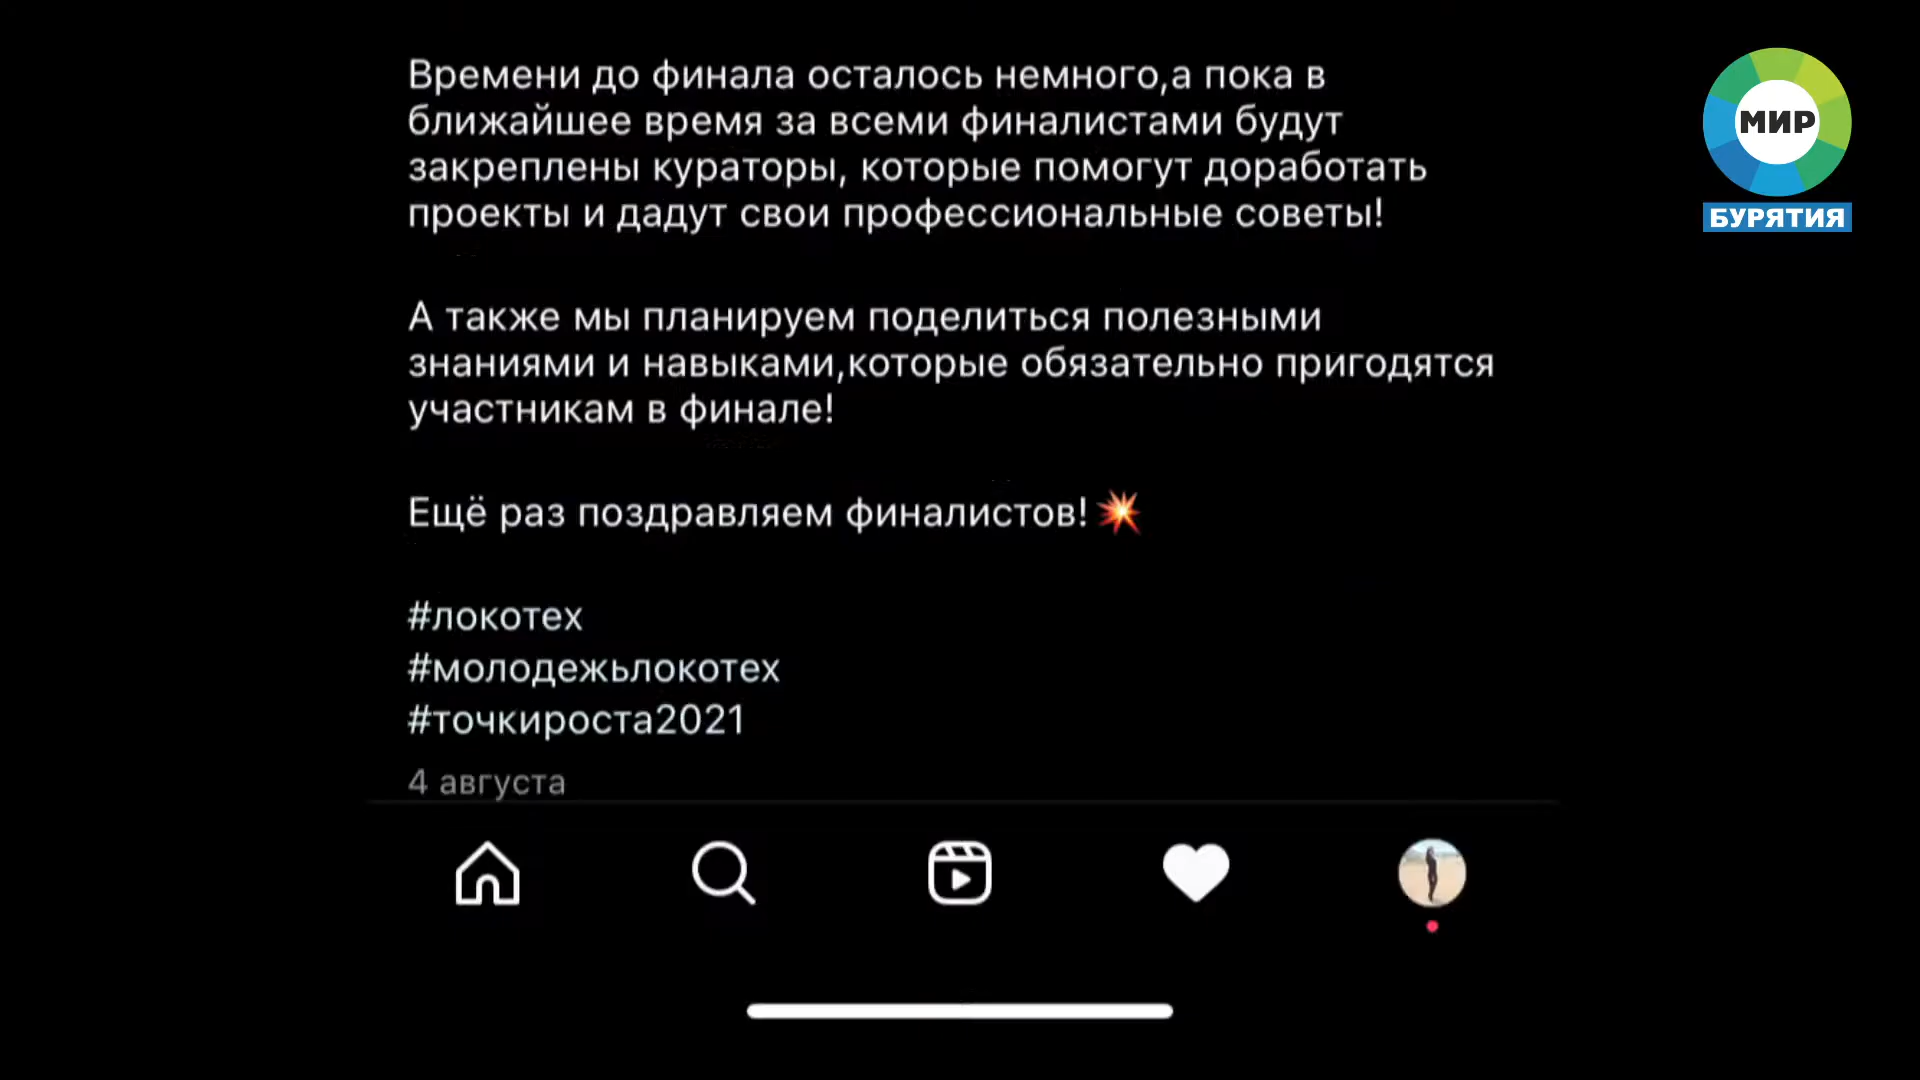 Времени до финала осталось немного,а пока в
ближайшее время за всеми финалистами будут
закреплены кураторы, которые помогут доработать
проекты и дадут свои профессиональные советы!
А также мы планируем поделиться полезными
знаниями и навыками,которые обязательно пригодятся
участникам в финале!
Ещё раз поздравляем финалистов!💥
#локотех
#молодежьлокотех
#точкироста2021
4 августа
МИР
БУРЯТИЯ